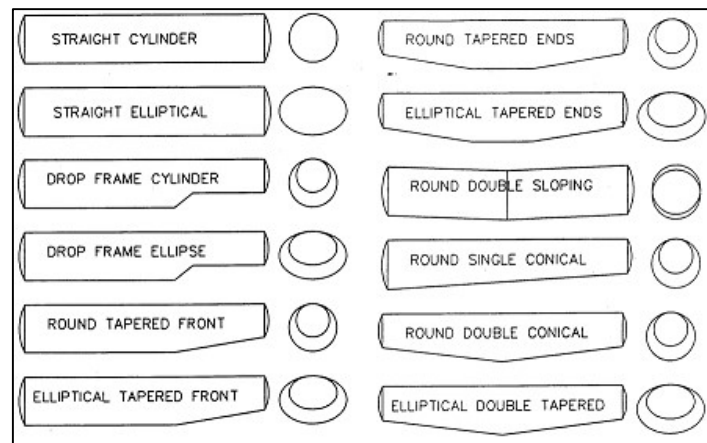 STRAIGHT CYLINDER
STRAIGHT ELLIPTICAL
DROP FRAME CYLINDER
DROP FRAME ELLIPSE
ROUND TAPERED FRONT
ELLIPTICAL TAPERED FRONT
ROUND TAPERED ENDS
ELLIPTICAL TAPERED ENDS
ROUND DOUBLE SLOPING
ROUND SINGLE CONICAL
ROUND DOUBLE CONICAL
ELLIPTICAL DOUBLE TAPERED